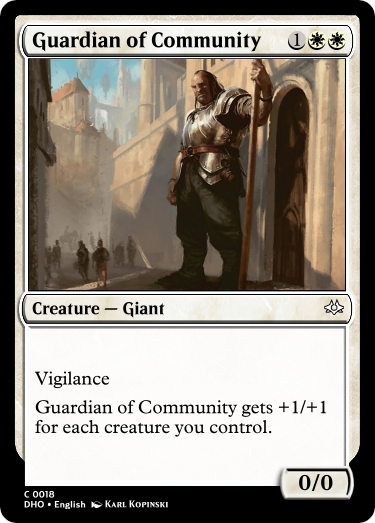 Guardian of Community 1
Creature — Giant
Vigilance
Guardian of Community gets +1/+1
for each creature you control.
0/0
C 0018
DHO • English Karl Kopinski